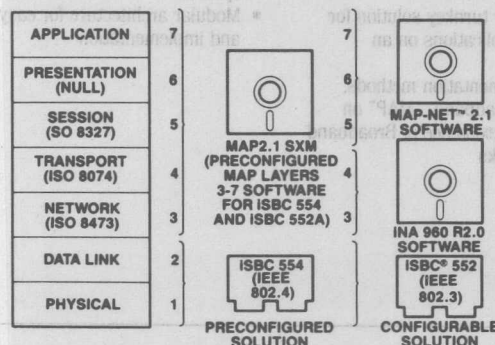 APPLICATION 7
PRESENTATION
(NULL) 6
SESSION
(SO 8327) 5
TRANSPORT
(ISO 8074) 4
NETWORK
(ISO 8473) 3
DATA LINK 2
PHYSICAL 1
MAP2.1 SXM
(PRECONFIGURED
MAP LAYERS
3-7 SOFTWARE
FOR ISBC 554
AND ISBC 552A)
iSBC 554
(IEEE
802.4)
PRECONFIGURED
SOLUTION
7
6
5
4
3
MAP-NET™ 2.1
SOFTWARE
INA 960 R2.0
SOFTWARE
iSBC® 552
(IEEE
802.3)
CONFIGURABLE
SOLUTION